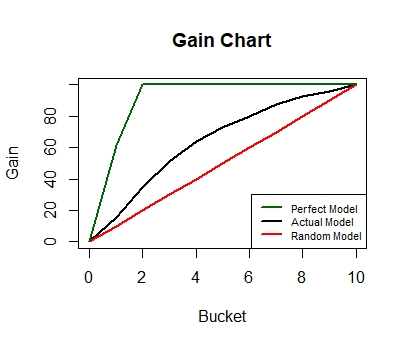 Gain Chart
Gain
80
60
40
20
0
Perfect Model
Actual Model
Random Model
0 2 4 6 8 10
Bucket